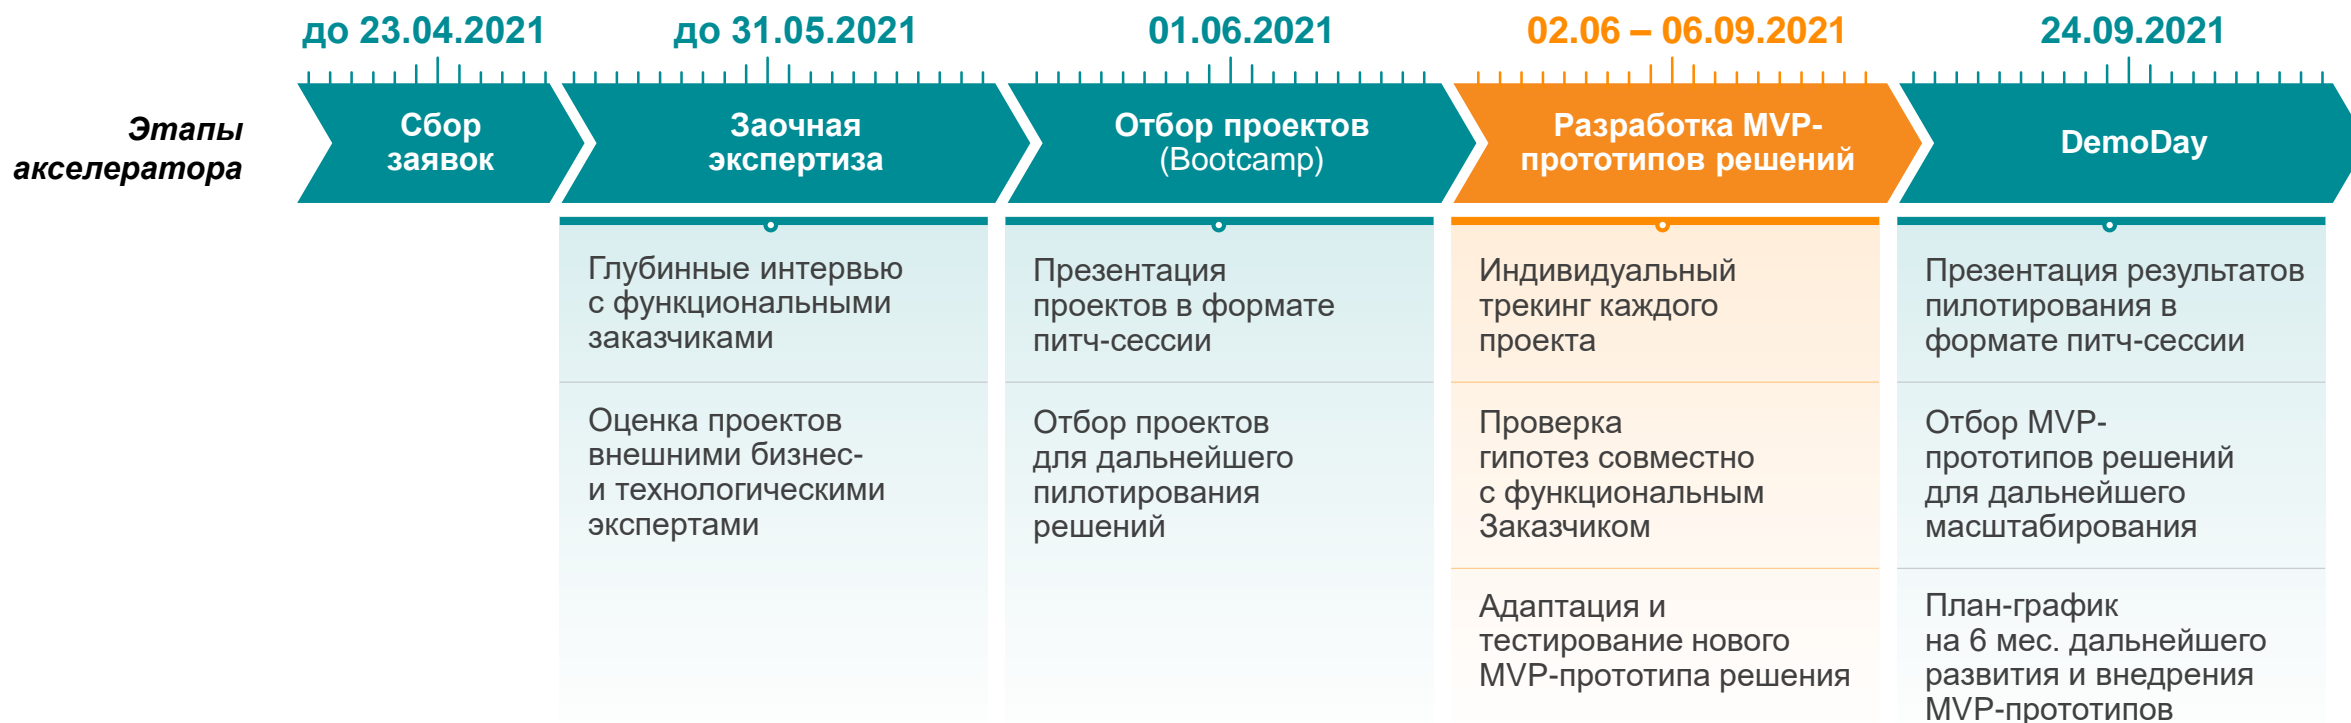 до 23.04.2021
до 31.05.2021
01.06.2021
02.06 – 06.09.2021
24.09.2021
Этапы
акселератора
Сбор
заявок
Заочная
экспертиза
Отбор проектов
(Bootcamp)
Разработка MVP-
прототипов решений
DemoDay
Глубинные интервью
с функциональными
заказчиками
Оценка проектов
внешними бизнес-
и технологическими
экспертами
Презентация
проектов в формате
питч-сессии
Отбор проектов
для дальнейшего
пилотирования
решений
Индивидуальный
трекинг каждого
проекта
Проверка
гипотез совместно
с функциональным
Заказчиком
Адаптация и
тестирование нового
MVP-прототипа решения
Презентация результатов
пилотирования в
формате питч-сессии
Отбор MVP-
прототипов решений
для дальнейшего
масштабирования
План-график
на 6 мес. дальнейшего
развития и внедрения
MVP-прототипов